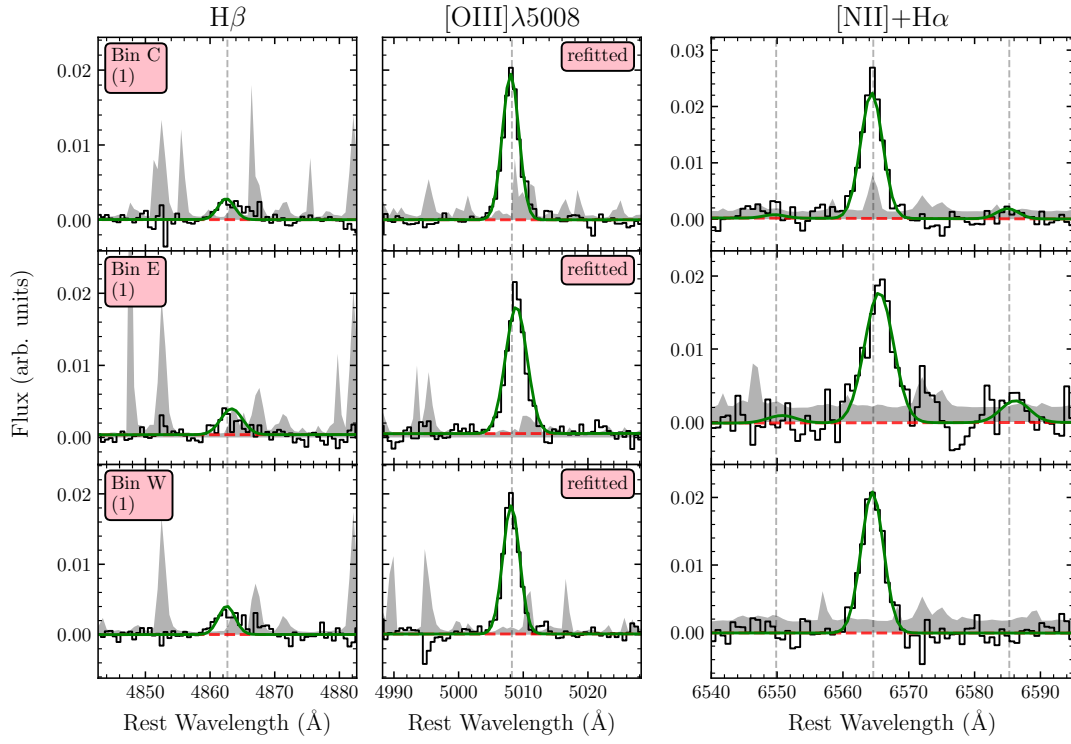 Hβ
[OIII]λ5008
[NII]+Hα
Bin C
(1)
refitted
0.02
0.01
0.00
0.03
0.02
0.01
0.00
Bin E
(1)
refitted
0.02
0.01
0.00
0.02
0.01
0.00
Bin W
(1)
refitted
0.02
0.01
0.00
0.02
0.01
0.00
Flux (arb. units)
4850 4860 4870 4880
4990 5000 5010 5020
6540 6550 6560 6570 6580 6590
Rest Wavelength (Å)
Rest Wavelength (Å)
Rest Wavelength (Å)